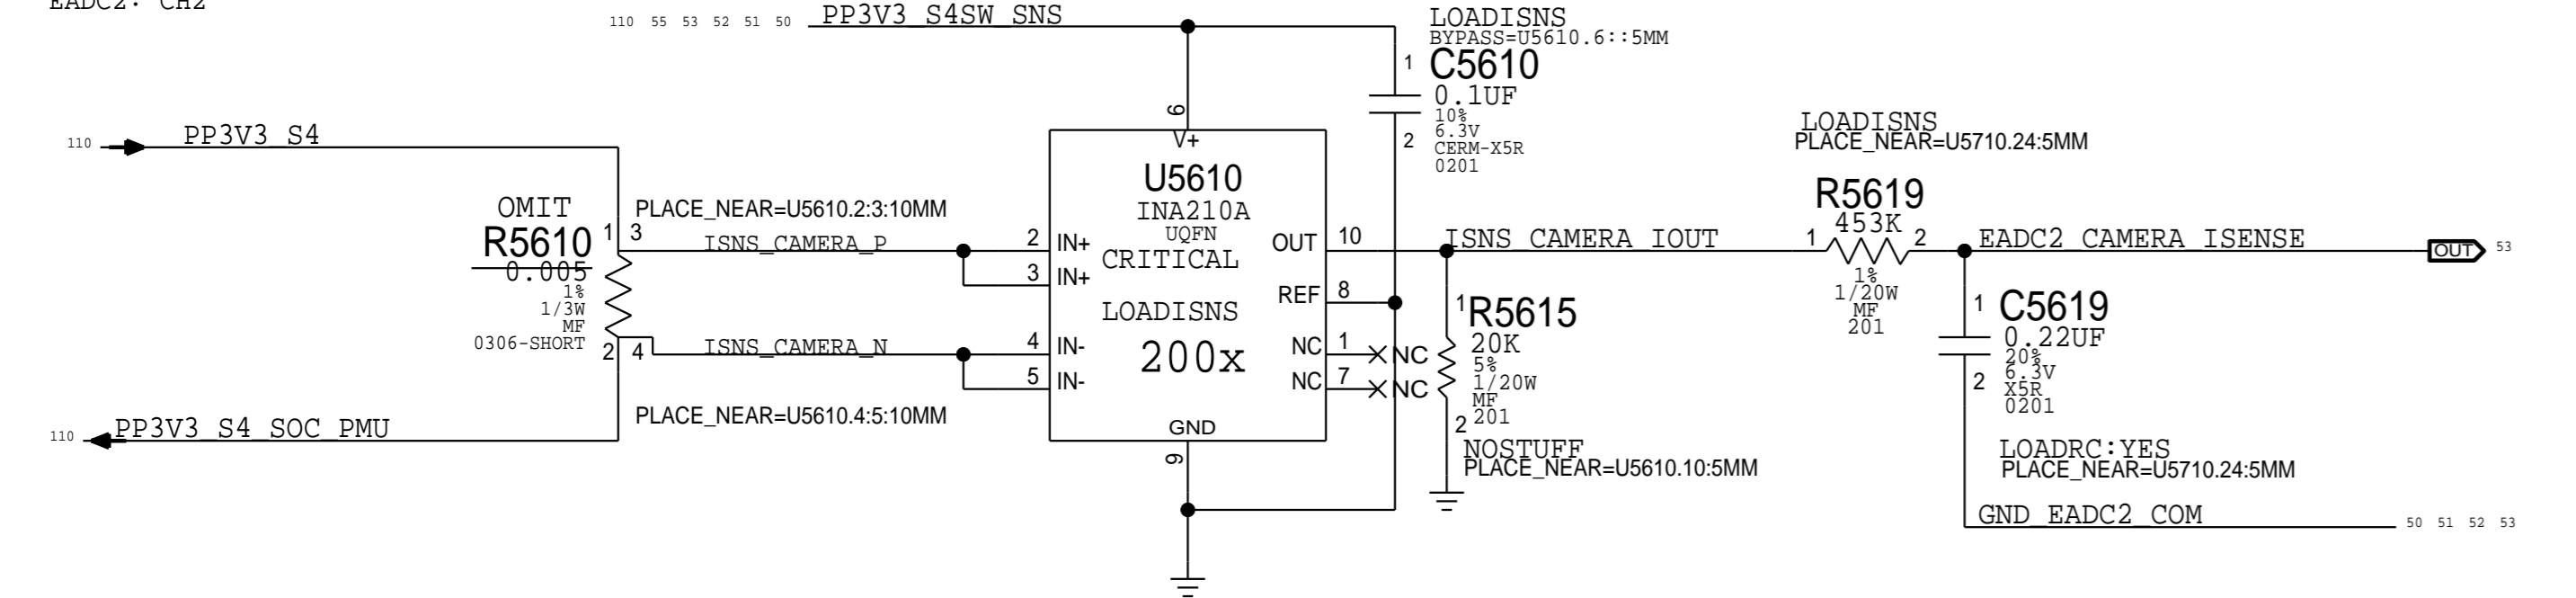 EADC2: CH2
110 55 53 52 51 50 PP3V3_S4SW_SNS
LOADISNS
BYPASS=U5610.6::5MM
1 C5610
0.1UF
10%
6.3V
2 CERM-X5R
0201
6
V+
110 PP3V3_S4
OMIT
R5610
0.005
1%
1/3W
MF
0306-SHORT
1 3
2 4
PLACE_NEAR=U5610.2:3:10MM
ISNS_CAMERA_P
ISNS_CAMERA_N
PLACE_NEAR=U5610.4:5:10MM
110 PP3V3_S4_SOC_PMU
U5610
INA210A
UQFN
CRITICAL
LOADISNS
200x
2 IN+
3 IN+
4 IN-
5 IN-
OUT 10
REF 8
NC 1 NC
NC 7 NC
GND
9
ISNS_CAMERA_IOUT
1 R5615
20K
5%
1/20W
MF
2 201
NOSTUFF
PLACE_NEAR=U5610.10:5MM
LOADISNS
PLACE_NEAR=U5710.24:5MM
R5619
1 453K 2
1%
1/20W
MF
201
EADC2_CAMERA_ISENSE
OUT 53
1 C5619
0.22UF
20%
6.3V
2 X5R
0201
LOADRC:YES
PLACE_NEAR=U5710.24:5MM
GND_EADC2_COM 50 51 52 53